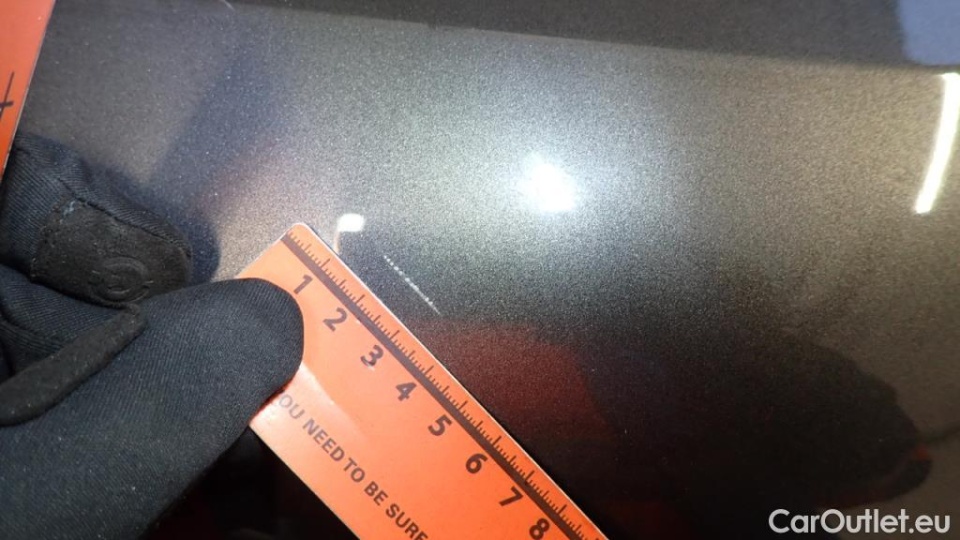 1 2 3 4 5 6 7 8
OU NEED TO BE SURE
CarOutlet.eu